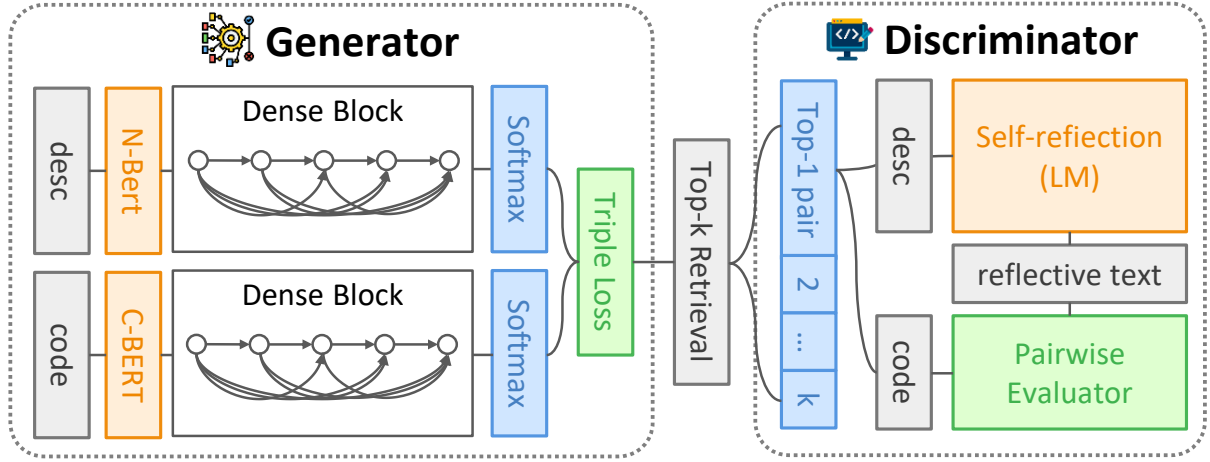 Generator
desc
N-Bert
Dense Block
Softmax
code
C-BERT
Dense Block
Softmax
Triple Loss
Top-k Retrieval
</> Discriminator
Top-1 pair
2
...
k
desc
Self-refiection
(LM)
reflective text
code
Pairwise
Evaluator